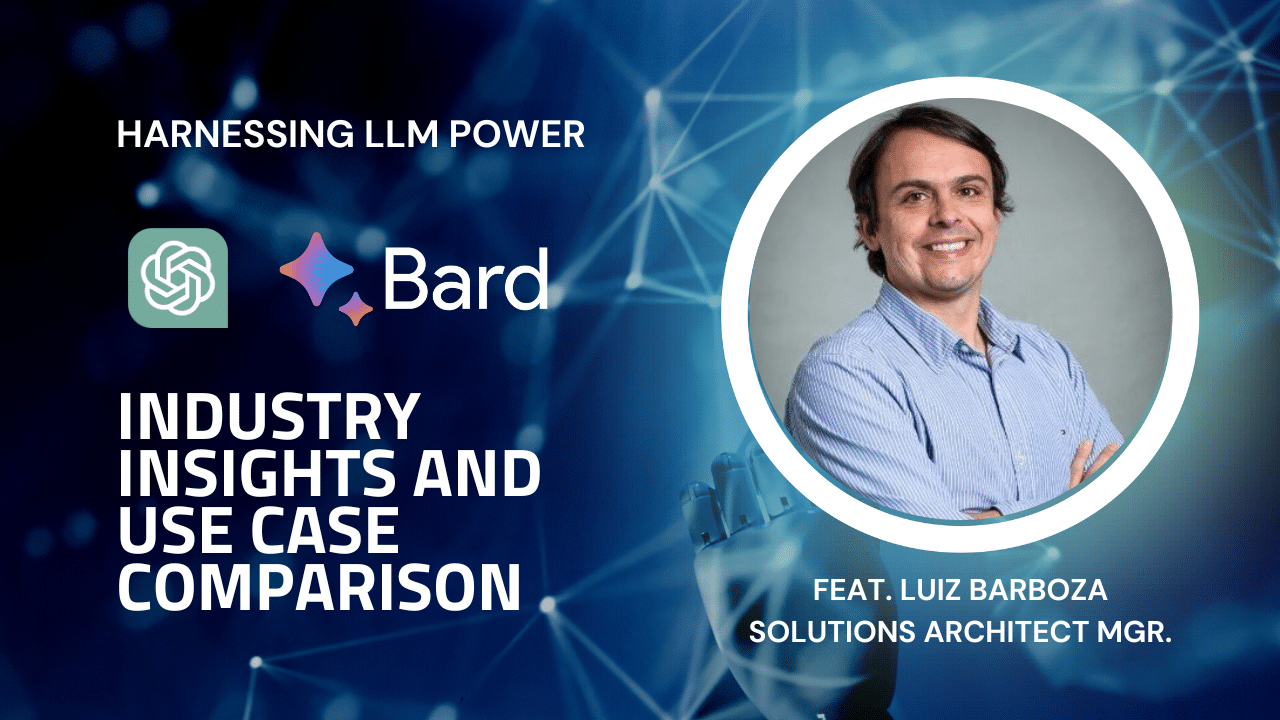 HARNESSING LLM POWER
Bard
INDUSTRY
INSIGHTS AND
USE CASE
COMPARISON
FEAT. LUIZ BARBOZA
SOLUTIONS ARCHITECT MGR.